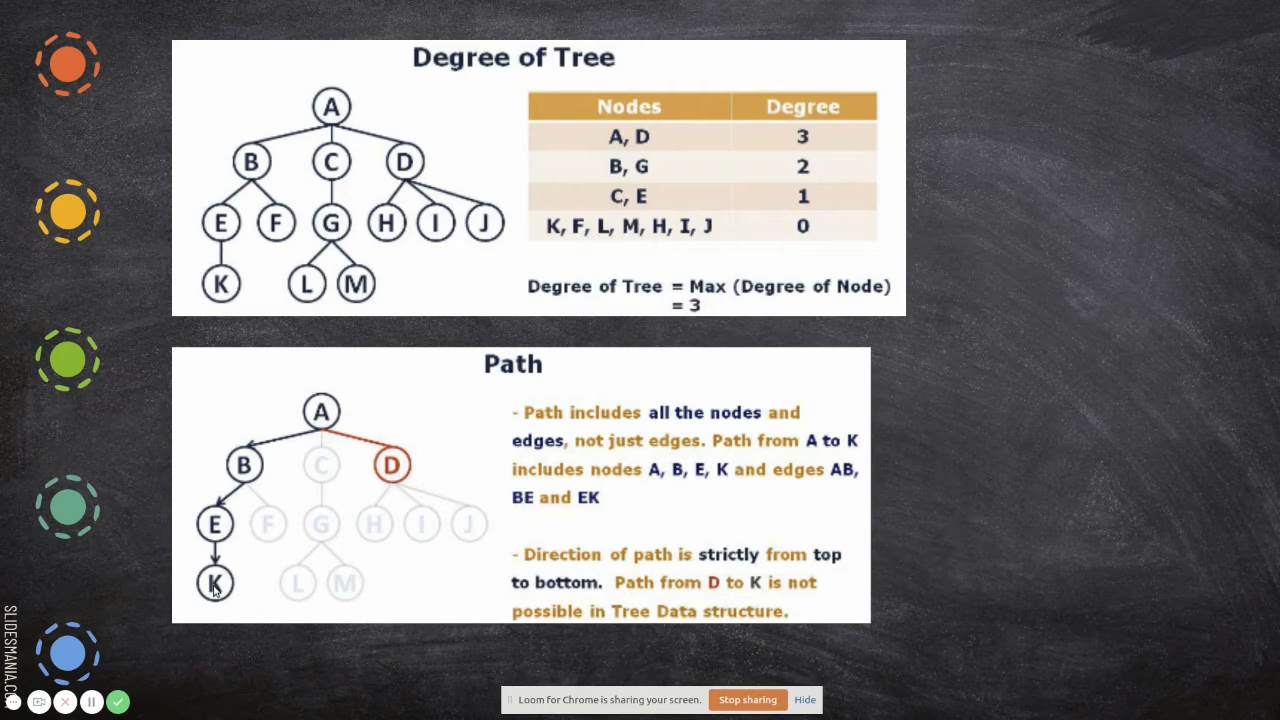 Degree of Tree
A
B C D
E F G H I J
K L M
Nodes Degree
A, D 3
B, G 2
C, E 1
K, F, L, M, H, I, J 0
Degree of Tree = Max (Degree of Node)
= 3
Path
A
B C D
E F G H I J
K L M
- Path includes all the nodes and
edges, not just edges. Path from A to K
includes nodes A, B, E, K and edges AB,
BE and EK
- Direction of path is strictly from top
to bottom. Path from D to K is not
possible in Tree Data structure.
Loom for Chrome is sharing your screen. Stop sharing Hide